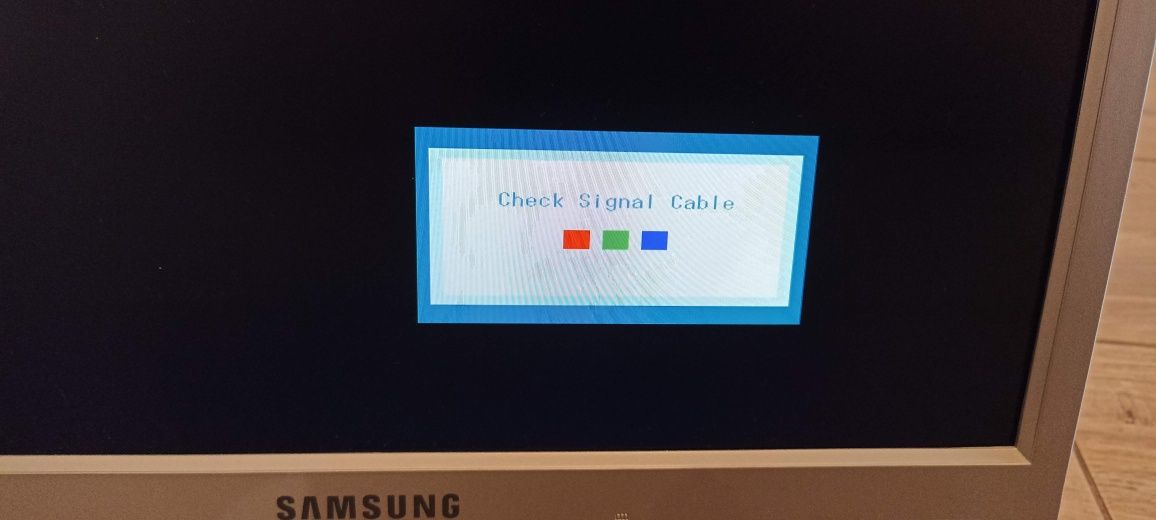 Check Signal Cable
SAMSUNG